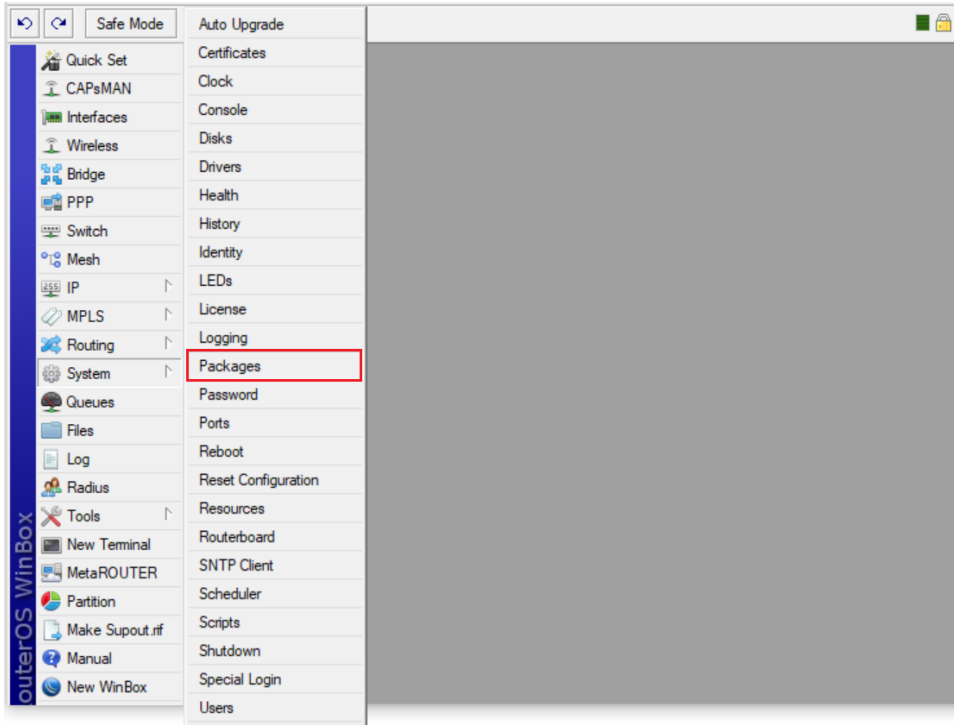 Safe Mode
Quick Set
CAPsMAN
Interfaces
Wireless
Bridge
PPP
Switch
Mesh
255 IP
MPLS
Routing
System
Queues
Files
Log
Radius
Tools
New Terminal
MetaROUTER
Partition
Make Supout.rif
Manual
New WinBox
outerOS WinBox
Auto Upgrade
Certificates
Clock
Console
Disks
Drivers
Health
History
Identity
LEDs
License
Logging
Packages
Password
Ports
Reboot
Reset Configuration
Resources
Routerboard
SNTP Client
Scheduler
Scripts
Shutdown
Special Login
Users